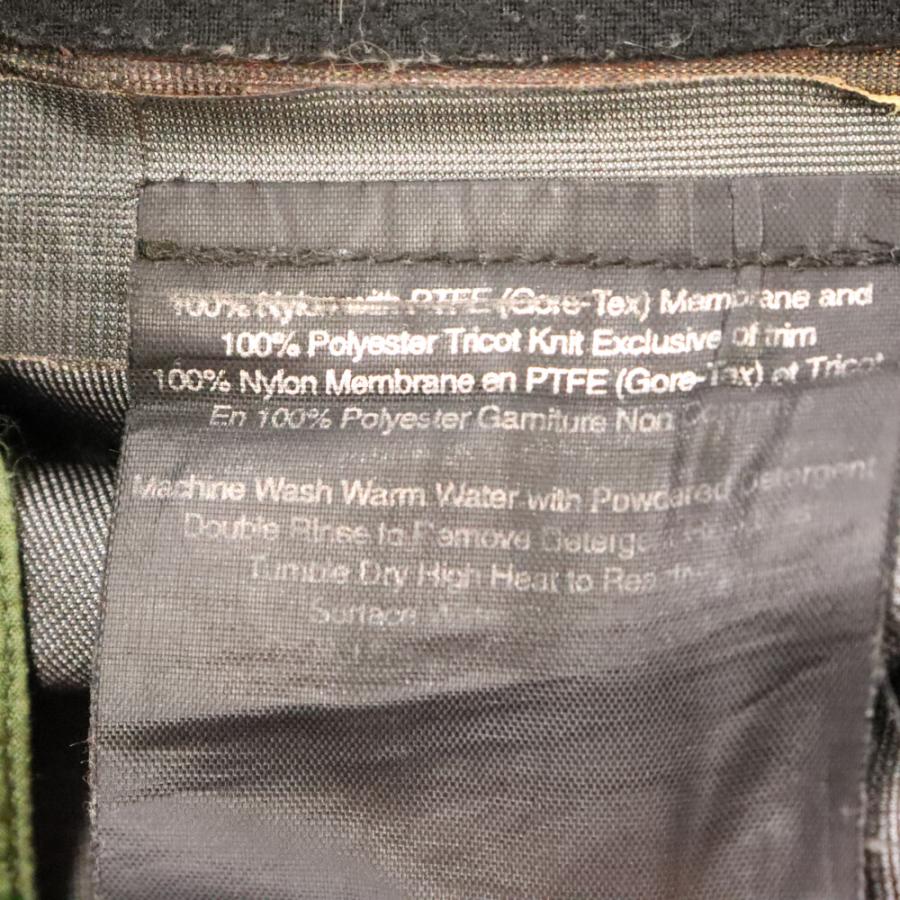 100% Nylon with PTFE (Gore-Tex) Membrane and
100% Polyester Tricot Knit Exclusive of trim
100% Nylon Membrane en PTFE (Gore-Tex) et Tricot
En 100% Polyester Garniture Non
Machine Wash Warm Water with Powdered Detergent
Double Rinse to Remove
Tumble Dry High Heat to
Surface Water